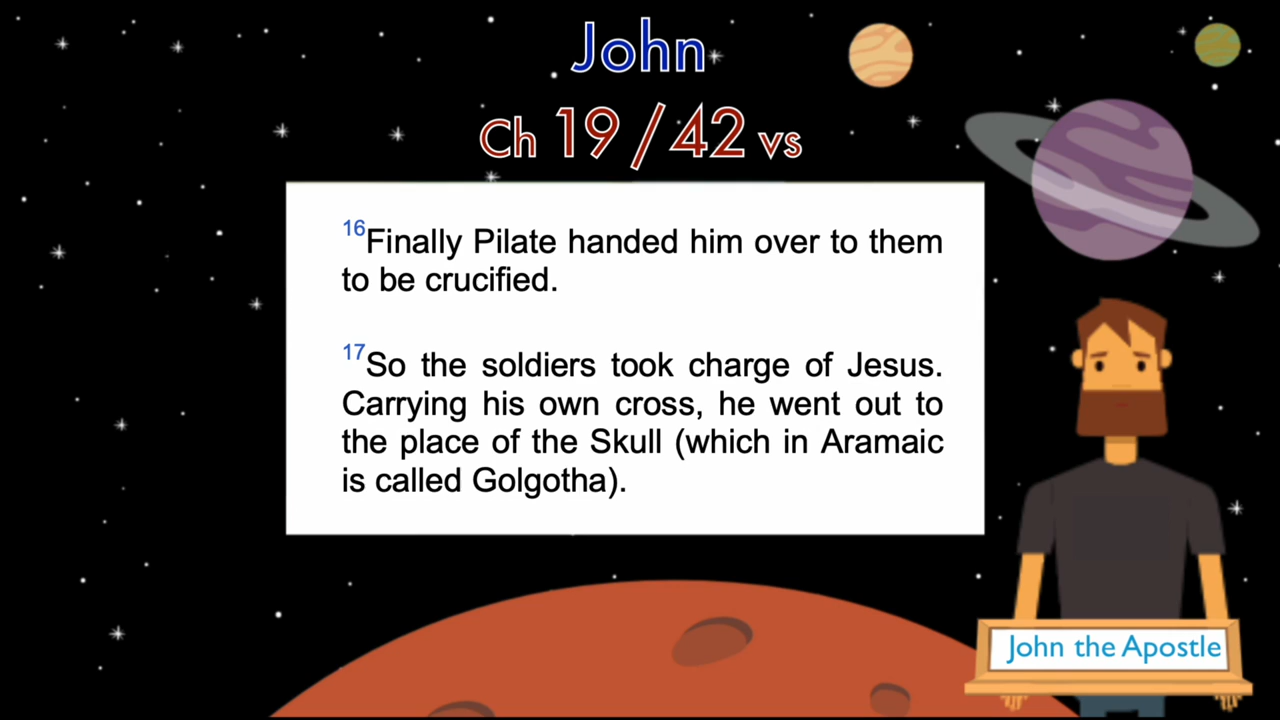 John
Ch 19 / 42 vs
16Finally Pilate handed him over to them
to be crucified.
17So the soldiers took charge of Jesus.
Carrying his own cross, he went out to
the place of the Skull (which in Aramaic
is called Golgotha).
John the Apostle